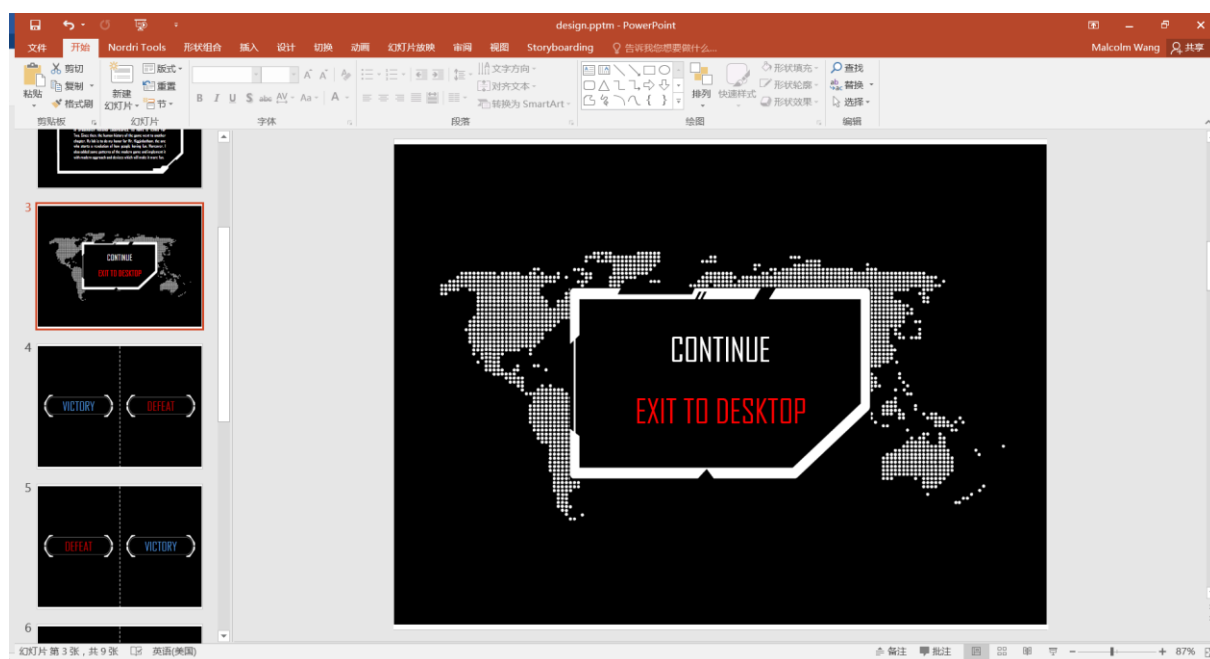 design.pptm - PowerPoint
文件 开始 Nordri Tools 形状组合 插入 设计 切换 动画 幻灯片放映 审阅 视图 Storyboarding 告诉我您想要做什么... Malcolm Wang 共享
粘贴
剪切
复制
格式刷
剪贴板
新建
幻灯片
版式
重置
节
幻灯片
B I U S abc AV Aa A
字体
文字方向
对齐文本
转换为 SmartArt
段落
排列
快速样式
形状填充
形状轮廓
形状效果
绘图
查找
替换
选择
编辑
3
CONTINUE
EXIT TO DESKTOP
4
VICTORY DEFEAT
5
DEFEAT VICTORY
6
CONTINUE
EXIT TO DESKTOP
幻灯片 第 3 张，共 9 张 英语(美国) 备注 批注 87%